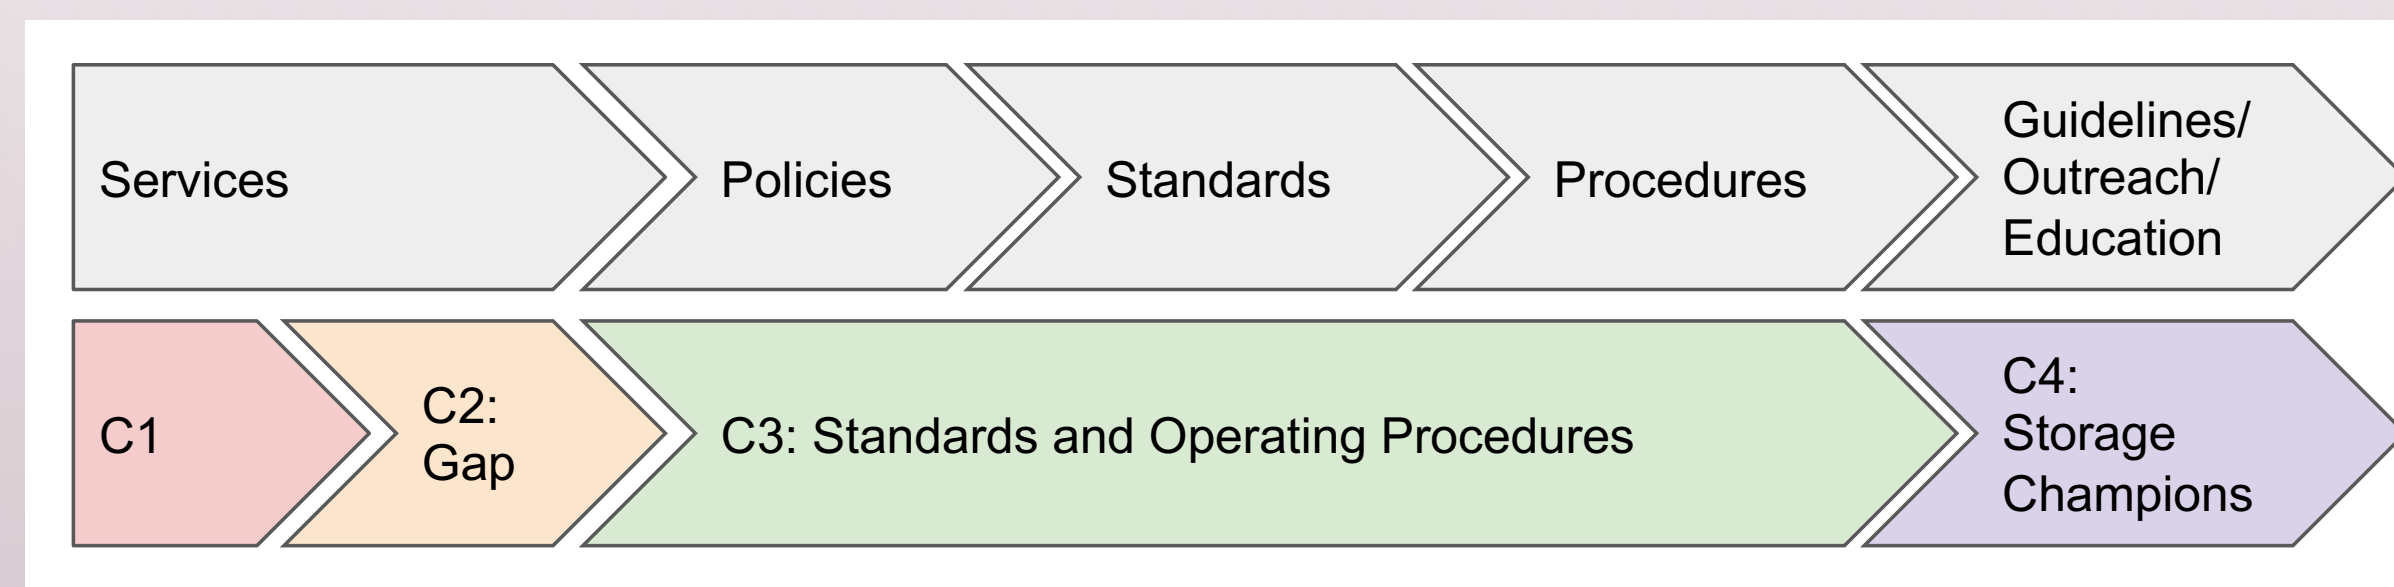 Services
Policies
Standards
Procedures
Guidelines/
Outreach/
Education
C1
C2:
Gap
C3: Standards and Operating Procedures
C4:
Storage
Champions